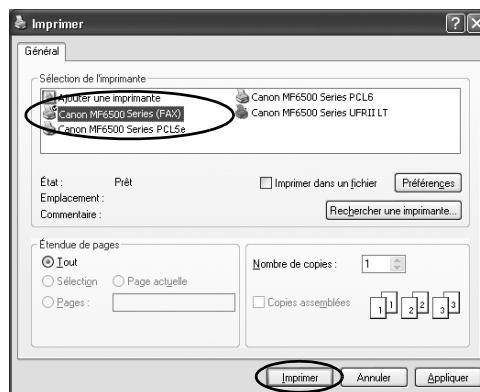 Imprimer
Général
Sélection de l'imprimante
Ajouter une imprimante
Canon MF6500 Series PCL6
Canon MF6500 Series (FAX)
Canon MF6500 Series UFRII LT
Canon MF6500 Series PCL5e
État : Prêt
Imprimer dans un fichier
Préférences
Emplacement :
Commentaire :
Rechercher une imprimante...
Étendue de pages
Tout
Sélection
Page actuelle
Pages :
Nombre de copies : 1
Copies assemblées
1 1 2 2 3 3
Imprimer
Annuler
Appliquer